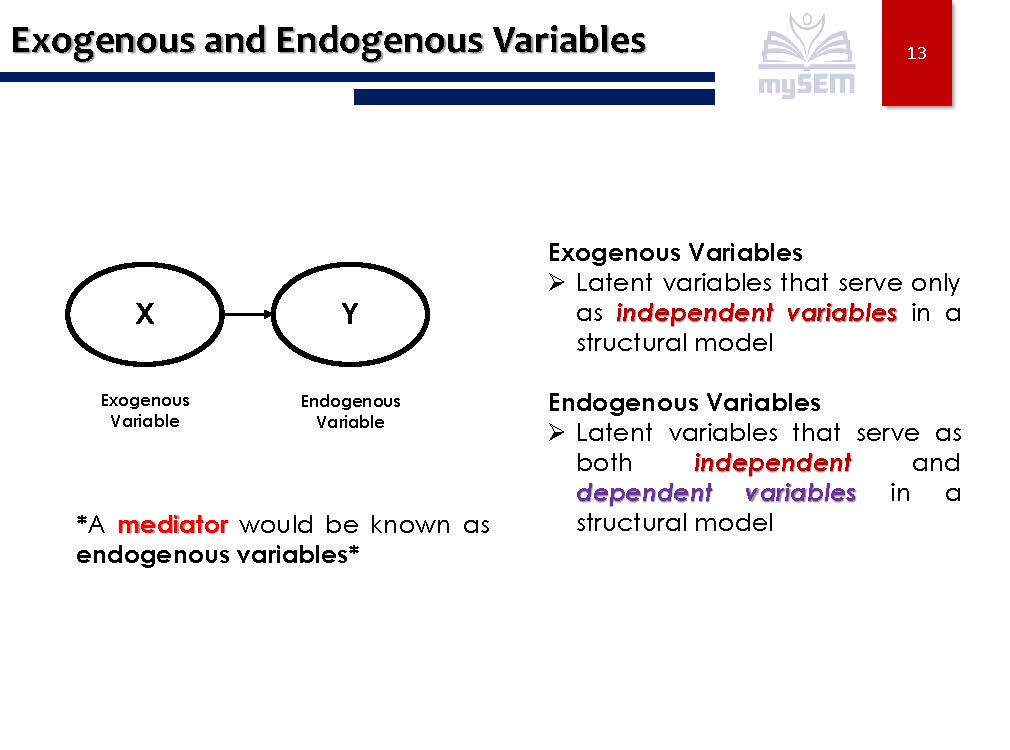 Exogenous and Endogenous Variables
mySEM
13
X
Y
Exogenous
Variable
Endogenous
Variable
*A mediator would be known as
endogenous variables*
Exogenous Variables
➢ Latent variables that serve only
as independent variables in a
structural model
Endogenous Variables
➢ Latent variables that serve as
both independent and
dependent variables in a
structural model